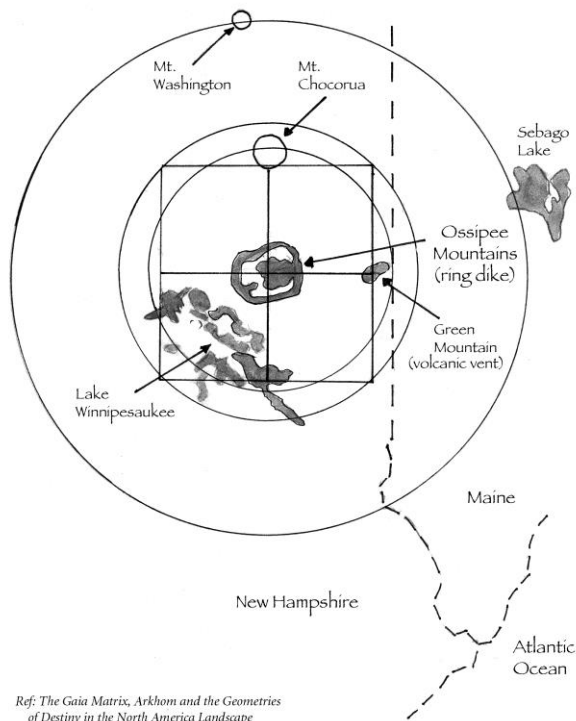 Mt.
Washington
Mt.
Chocorua
Sebago
Lake
Ossipee
Mountains
(ring dike)
Green
Mountain
(volcanic vent)
Lake
Winnipesaukee
Maine
New Hampshire
Atlantic
Ocean
Ref: The Gaia Matrix, Arkhom and the Geometries
of Destiny in the North America Landscape